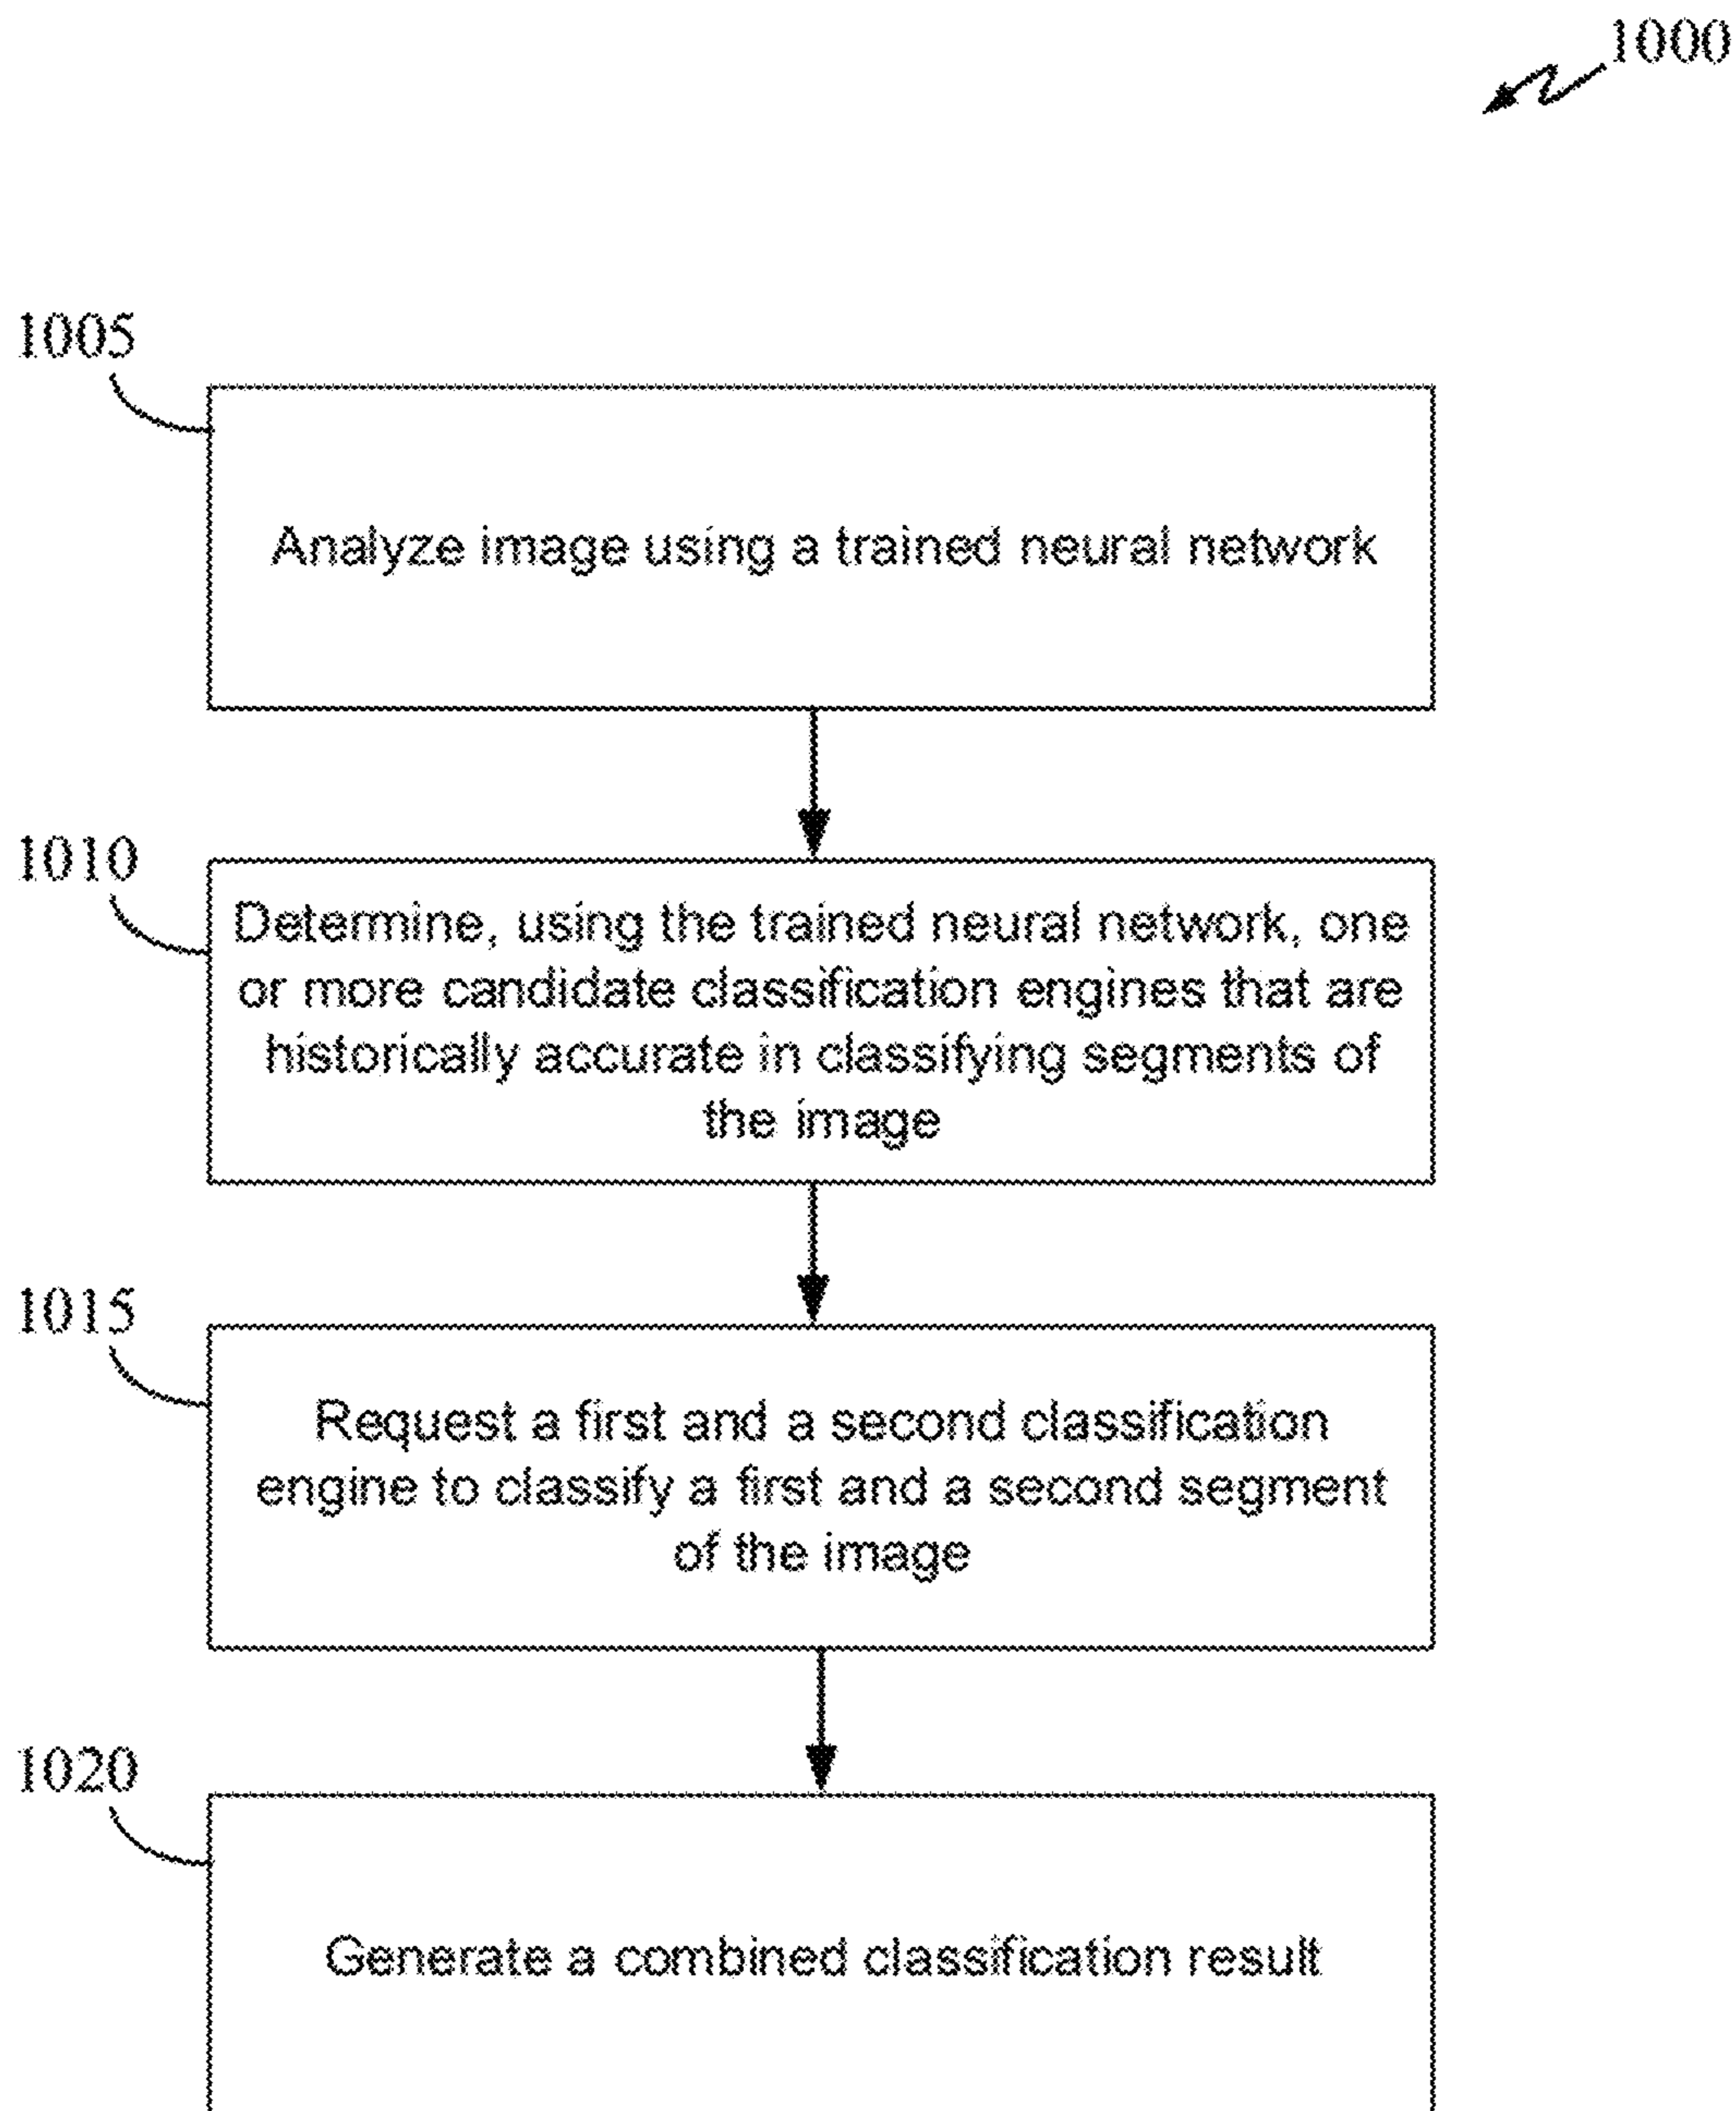 1000
1005
Analyze image using a trained neural network
1010
Determine, using the trained neural network, one
or more candidate classification engines that are
historically accurate in classifying segments of
the image
1015
Request a first and a second classification
engine to classify a first and a second segment
of the image
1020
Generate a combined classification result